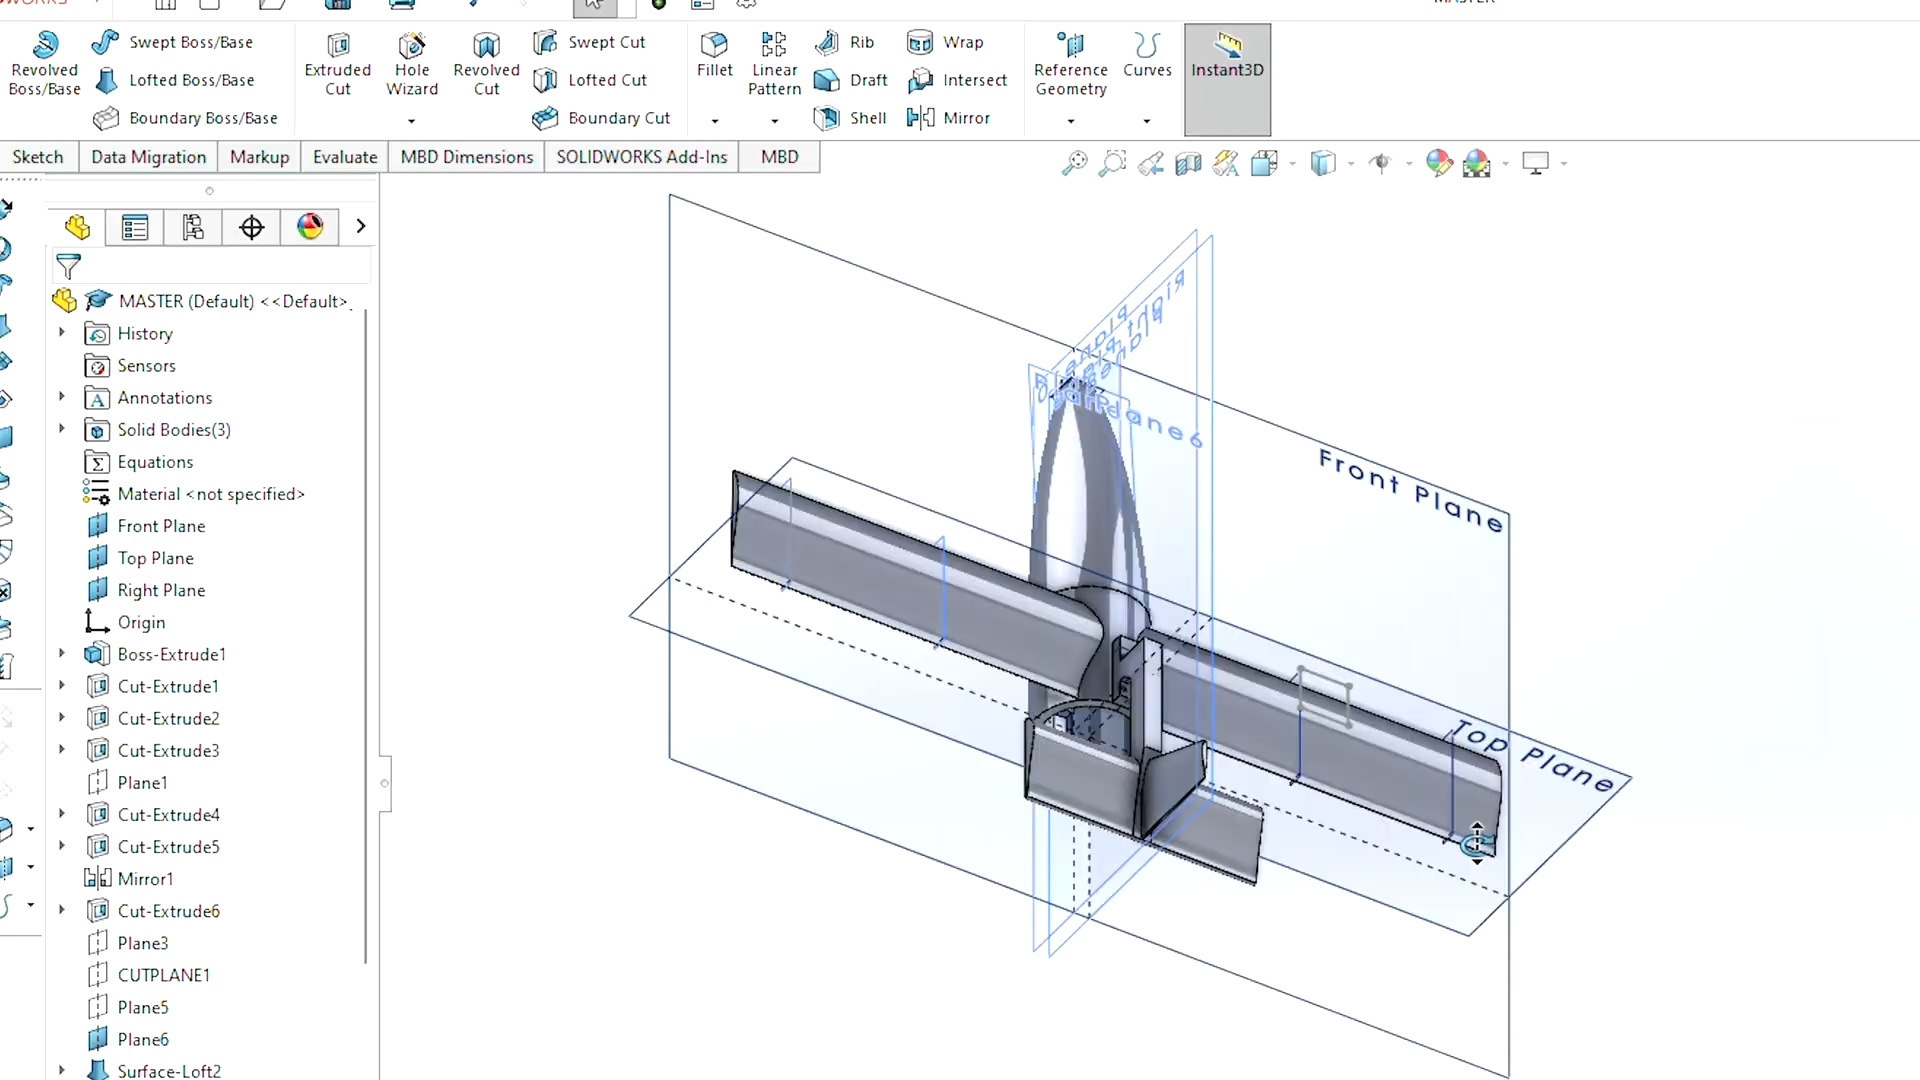 Revolved Boss/Base
Swept Boss/Base
Lofted Boss/Base
Boundary Boss/Base
Extruded Cut
Hole Wizard
Revolved Cut
Swept Cut
Lofted Cut
Boundary Cut
Fillet
Linear Pattern
Rib
Draft
Shell
Wrap
Intersect
Mirror
Reference Geometry
Curves
Instant3D
Sketch
Data Migration
Markup
Evaluate
MBD Dimensions
SOLIDWORKS Add-Ins
MBD
MASTER (Default) <<Default>
History
Sensors
Annotations
Solid Bodies(3)
Equations
Material <not specified>
Front Plane
Top Plane
Right Plane
Origin
Boss-Extrude1
Cut-Extrude1
Cut-Extrude2
Cut-Extrude3
Plane1
Cut-Extrude4
Cut-Extrude5
Mirror1
Cut-Extrude6
Plane3
CUTPLANE1
Plane5
Plane6
Surface-Loft2
Front Plane
Top Plane